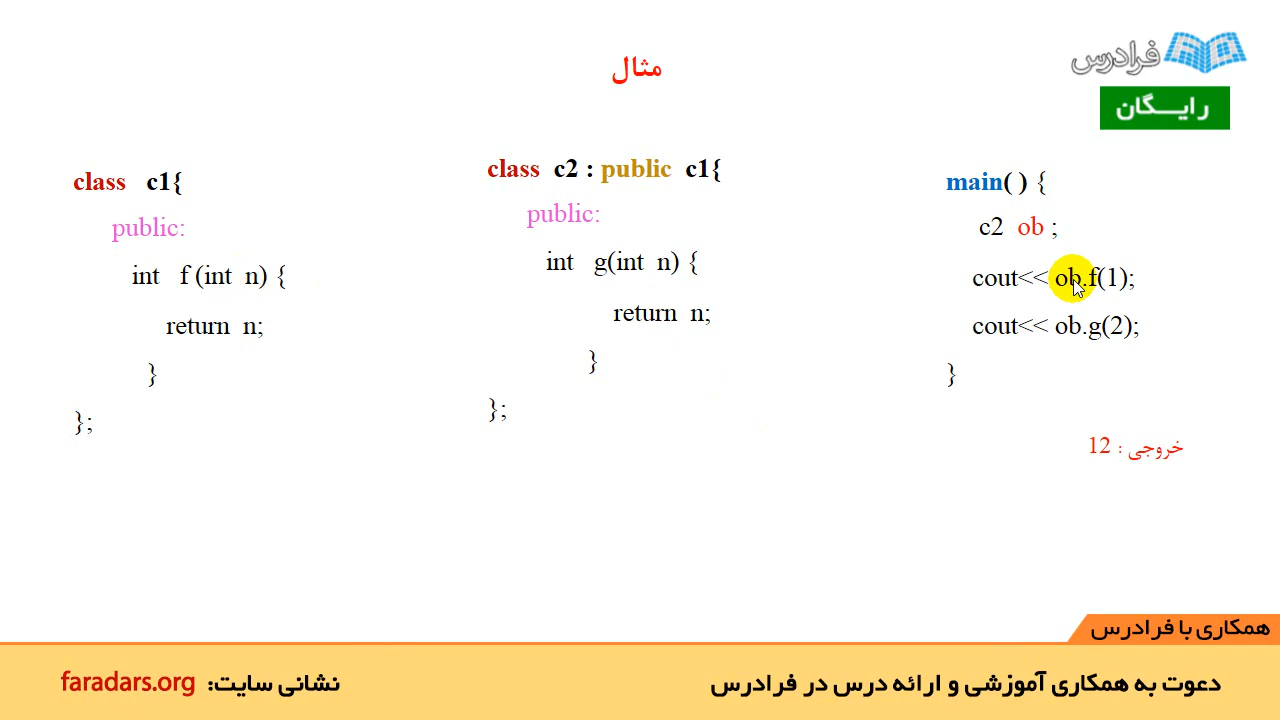 مثال
فرادرس
رایـــگان
class c1{
public:
int f (int n) {
return n;
}
};
class c2 : public c1{
public:
int g(int n) {
return n;
}
};
main( ) {
c2 ob ;
cout<< ob.f(1);
cout<< ob.g(2);
}
خروجی : 12
همکاری با فرادرس
دعوت به همکاری آموزشی و ارائه درس در فرادرس
نشانی سایت: faradars.org